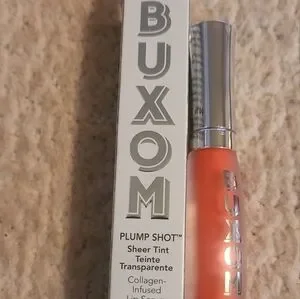 BUXOM
PLUMP SHOT™
Sheer Tint
Teinte
Transparente
Collagen-
Infused
BUXOM